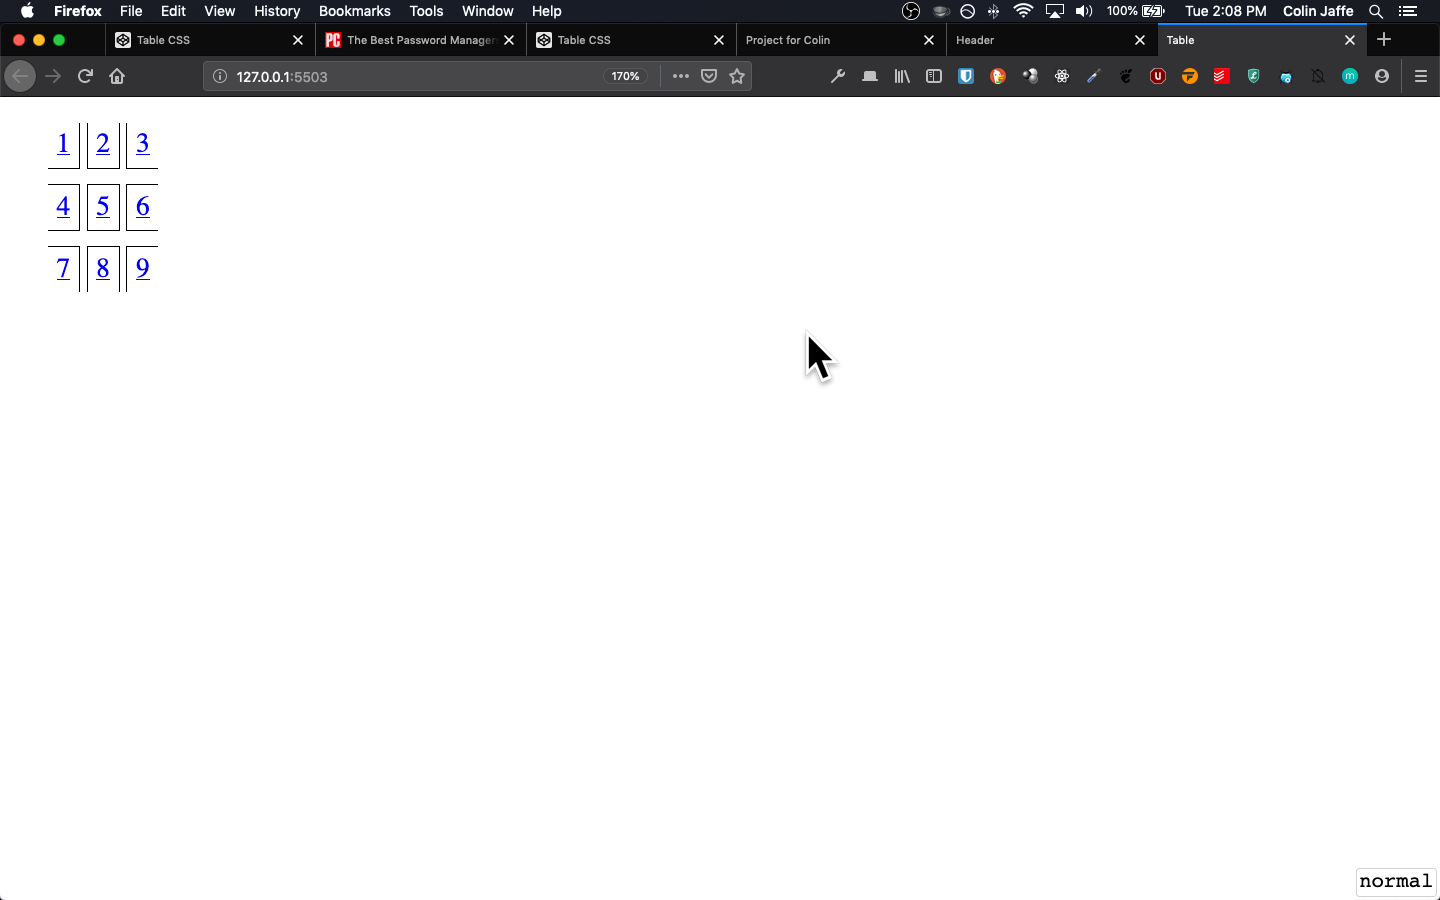 Firefox File Edit View History Bookmarks Tools Window Help 100% Tue 2:08 PM Colin Jaffe
Table CSS PC The Best Password Manager Table CSS Project for Colin Header Table
127.0.0.1:5503 170%
1 2 3
4 5 6
7 8 9
normal